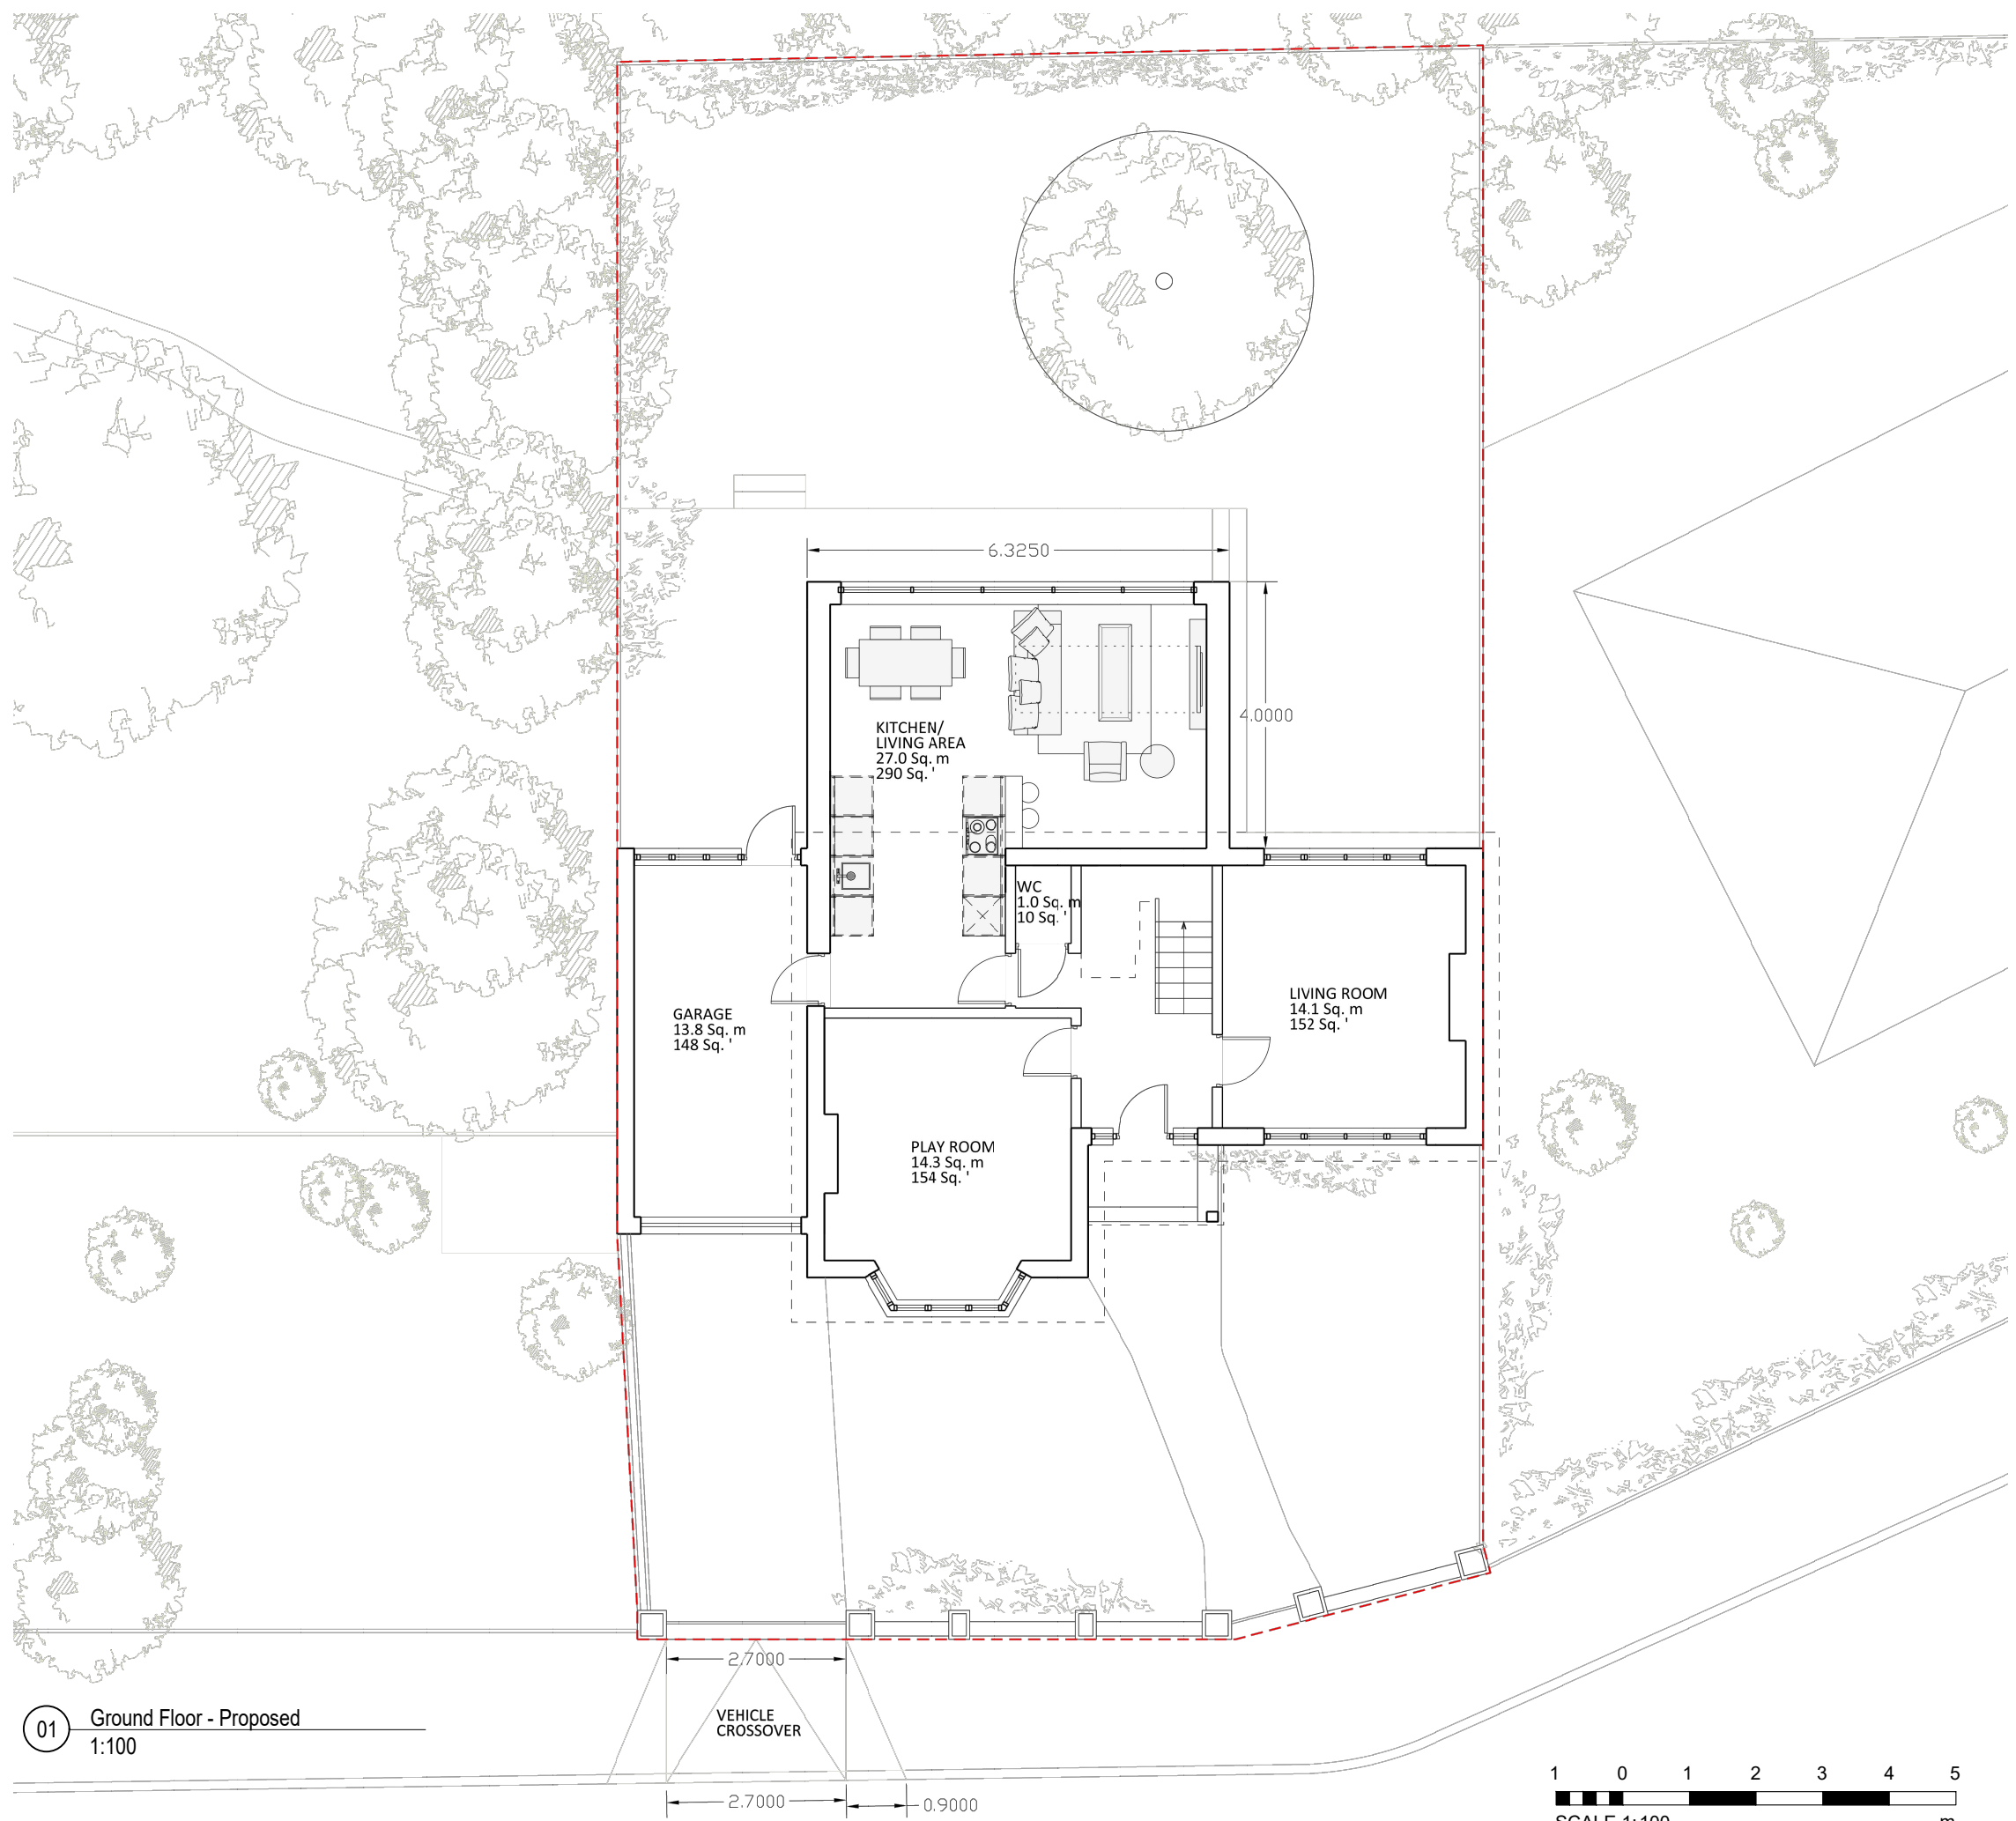 6.3250
4.0000
KITCHEN/
LIVING AREA
27.0 Sq. m
290 Sq. '
WC
1.0 Sq. m
10 Sq. '
LIVING ROOM
14.1 Sq. m
152 Sq. '
GARAGE
13.8 Sq. m
148 Sq. '
PLAY ROOM
14.3 Sq. m
154 Sq. '
2.7000
VEHICLE
CROSSOVER
2.7000
0.9000
01
Ground Floor - Proposed
1:100
1 0 1 2 3 4 5
SCALE 1:100 m